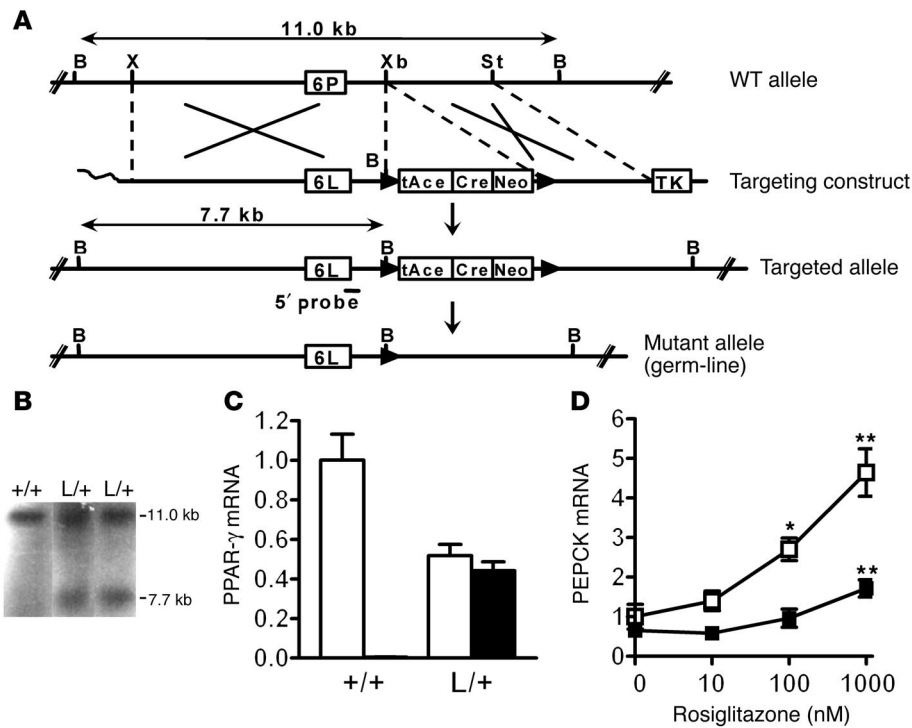 A
11.0 kb
B X Xb St B
6P
WT allele
B
6L tAce Cre Neo TK
Targeting construct
7.7 kb
B B B
6L tAce Cre Neo
Targeted allele
5′ probe
B B B
6L
Mutant allele
(germ-line)
B
+/+ L/+ L/+
-11.0 kb
-7.7 kb
C
PPAR-γ mRNA
1.2
1.0
0.8
0.6
0.4
0.2
0.0
+/+ L/+
D
PEPCK mRNA
6
5
4
3
2
1
0
* ** **
0 10 100 1000
Rosiglitazone (nM)